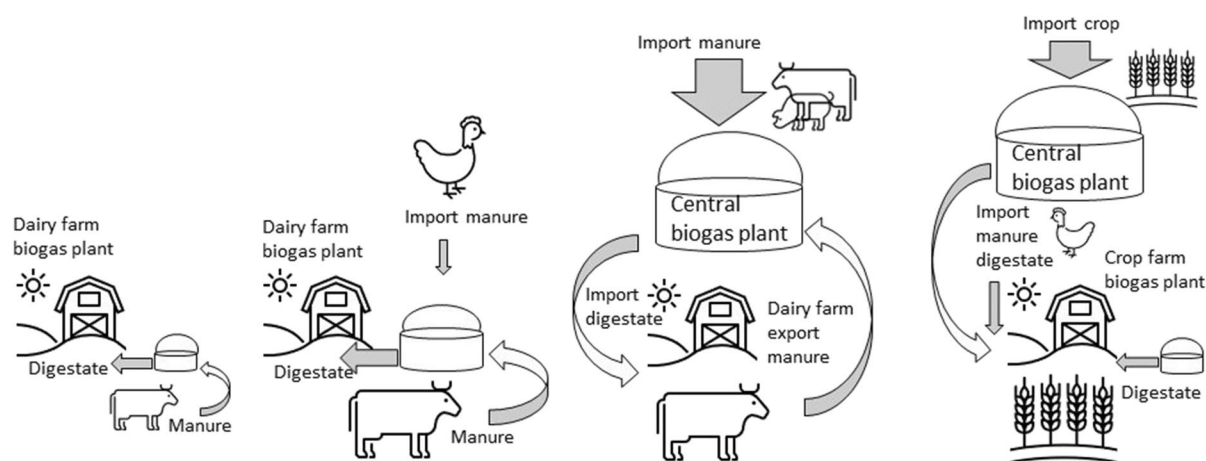 Dairy farm
biogas plant
Digestate
Manure
Import manure
Dairy farm
biogas plant
Digestate
Manure
Import manure
Central
biogas plant
Import
digestate
Dairy farm
export
manure
Import crop
Central
biogas plant
Import
manure
digestate
Crop farm
biogas plant
Digestate